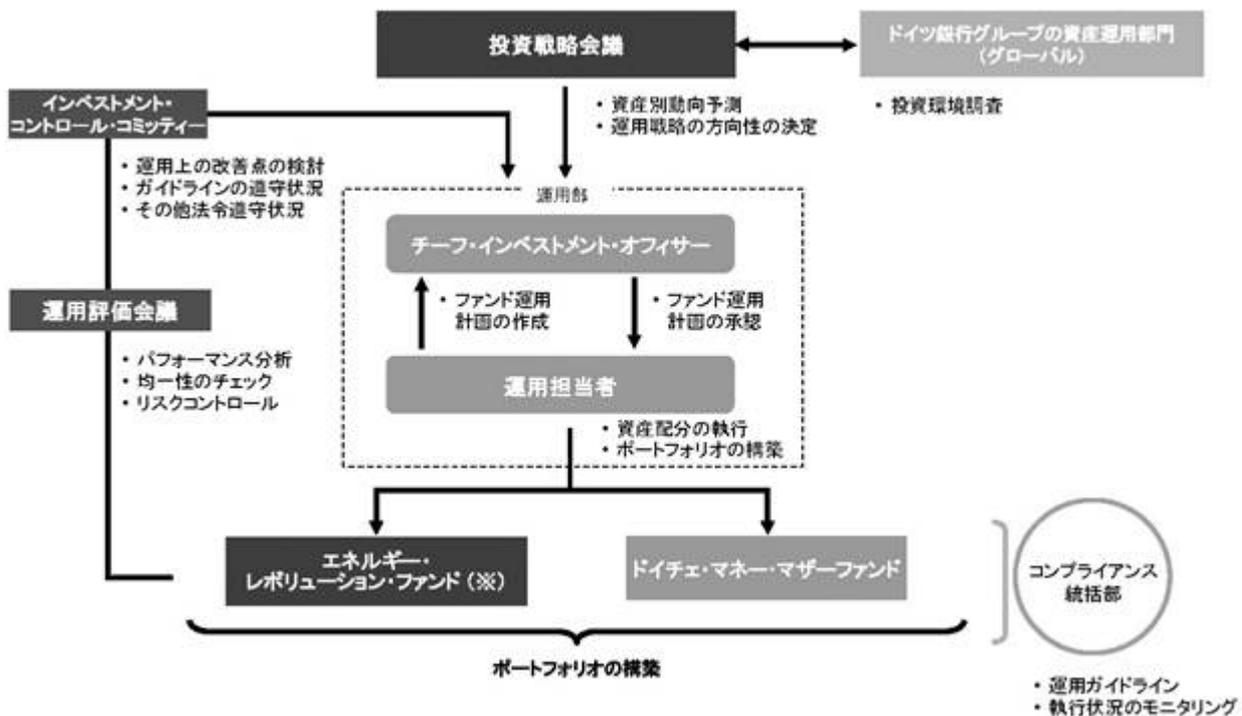 投資戦略会議
ドイツ銀行グループの資産運用部門
(グローバル)
・資産別動向予測
・運用戦略の方向性の決定
・投資環境調査
インベストメント・
コントロール・コミッティー
・運用上の改善点の検討
・ガイドラインの遵守状況
・その他法令遵守状況
運用部
チーフ・インベストメント・オフィサー
・ファンド運用
計画の作成
・ファンド運用
計画の承認
運用評価会議
・パフォーマンス分析
・均一性のチェック
・リスクコントロール
運用担当者
・資産配分の執行
・ポートフォリオの構築
エネルギー・
レボリューション・ファンド(※)
ドイチェ・マネー・マザーファンド
コンプライアンス
統括部
ポートフォリオの構築
・運用ガイドライン
・執行状況のモニタリング